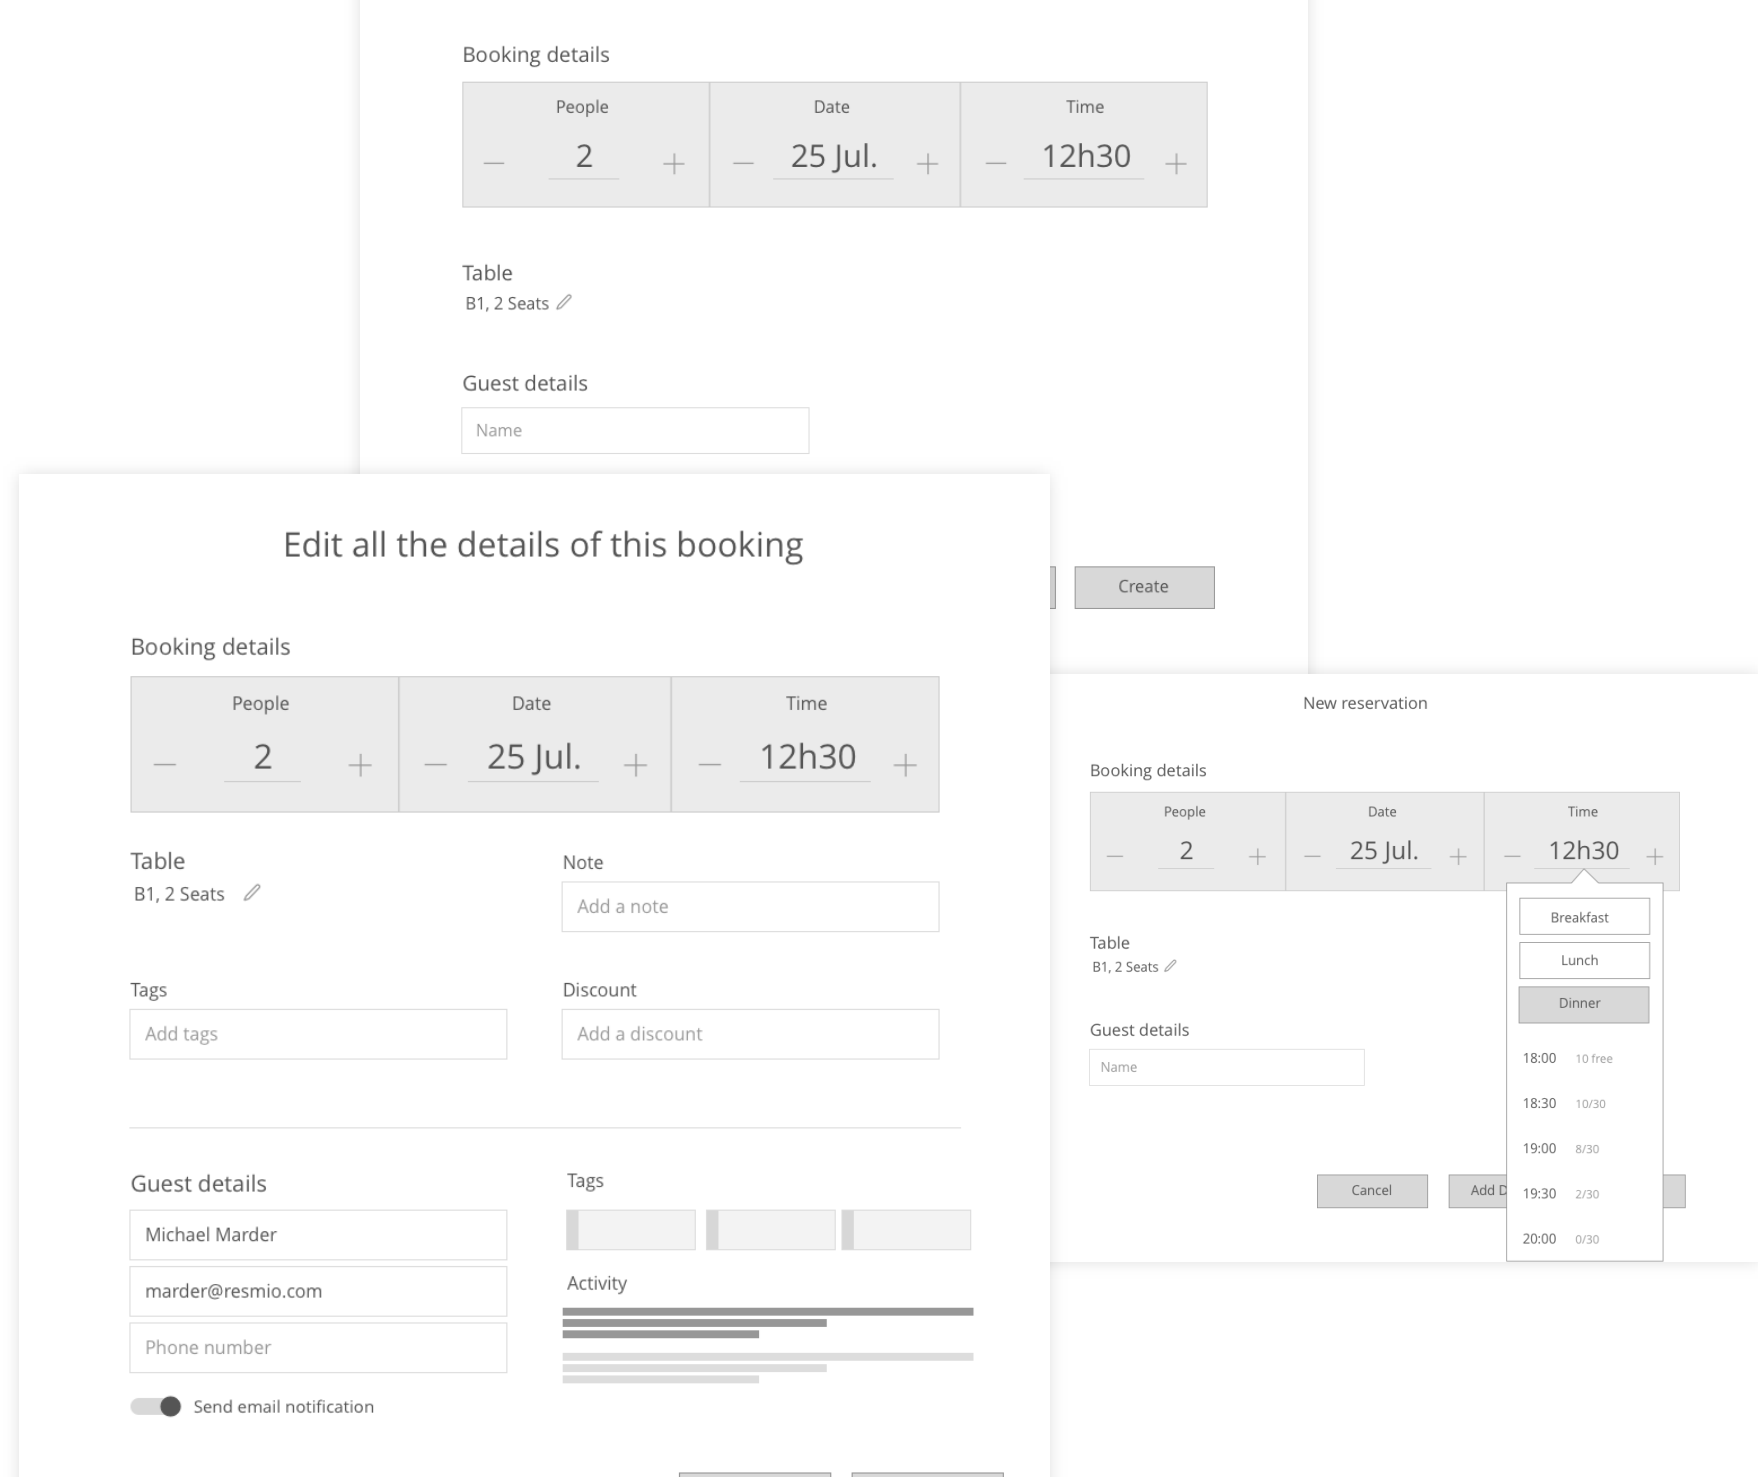 Booking details
People
Date
Time
2
25 Jul.
12h30
Table
B1, 2 Seats
Guest details
Name
Create
Edit all the details of this booking
Booking details
People
Date
Time
2
25 Jul.
12h30
Table
B1, 2 Seats
Note
Add a note
Tags
Add tags
Discount
Add a discount
Guest details
Michael Marder
marder@resmio.com
Phone number
Send email notification
Tags
Activity
New reservation
Booking details
People
Date
Time
2
25 Jul.
12h30
Breakfast
Lunch
Dinner
18:00 10 free
18:30 10/30
19:00 8/30
19:30 2/30
20:00 0/30
Table
B1, 2 Seats
Guest details
Name
Cancel
Add D